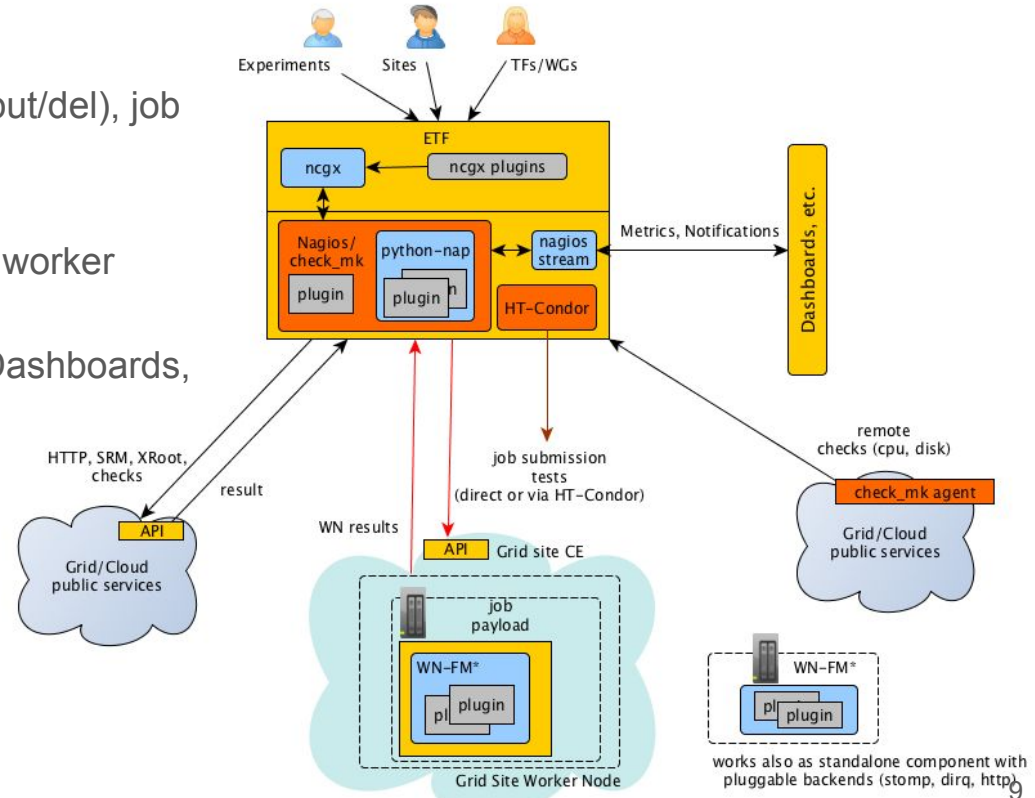 out/del), job
worker
Dashboards,
Experiments
Sites
TFs/WGs
ETF
ncgx
ncgx plugins
Nagios/
check_mk
plugin
python-nap
n
plugin
nagios
stream
HT-Condor
Metrics, Notifications
Dashboards, etc.
HTTP, SRM, XRoot,
checks
result
API
Grid/Cloud
public services
WN results
job submission
tests
(direct or via HT-Condor)
API
Grid site CE
job
payload
WN-FM*
pl
plugin
Grid Site Worker Node
remote
checks (cpu, disk)
check_mk agent
Grid/Cloud
public services
WN-FM*
pl
plugin
works also as standalone component with
pluggable backends (stomp, dirq, http)
9